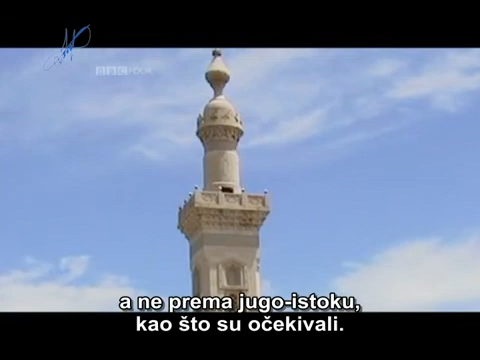 BBC FOUR
a ne prema jugo-istoku,
kao što su očekivali.